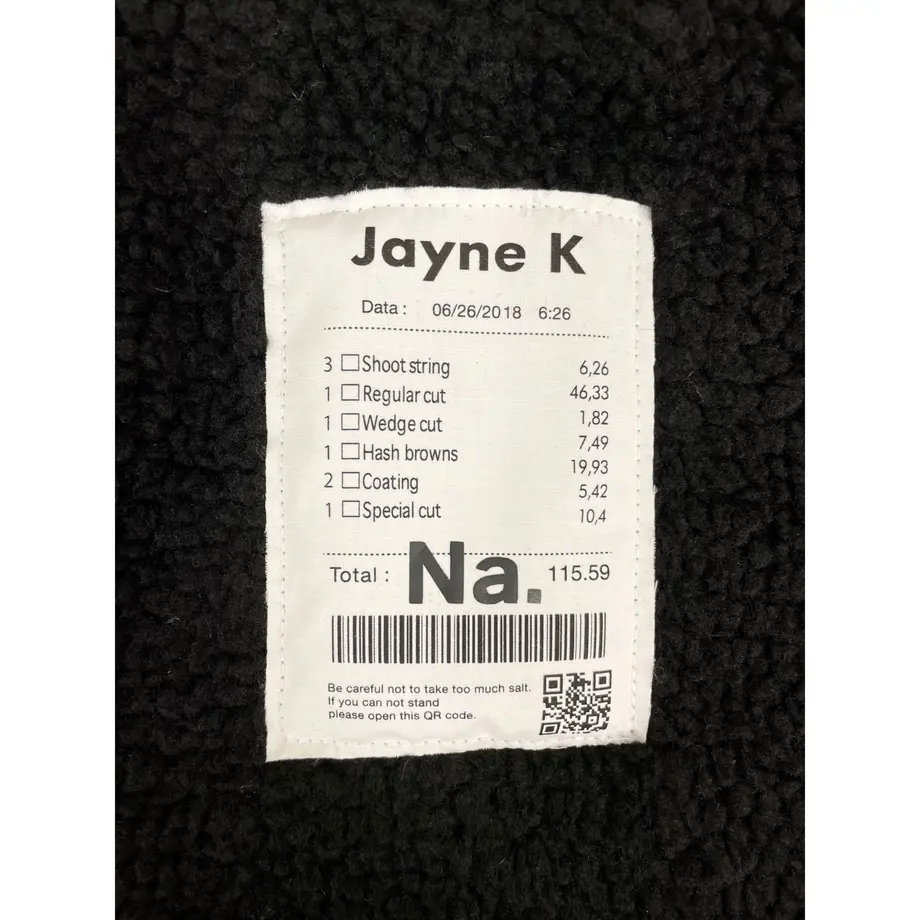 Jayne K
Data : 06/26/2018 6:26
3 Shoot string 6,26
1 Regular cut 46,33
1 Wedge cut 1,82
1 Hash browns 7,49
19,93
2 Coating 5,42
1 Special cut 10,4
Total : Na. 115.59
Be careful not to take too much salt.
If you can not stand
please open this QR code.